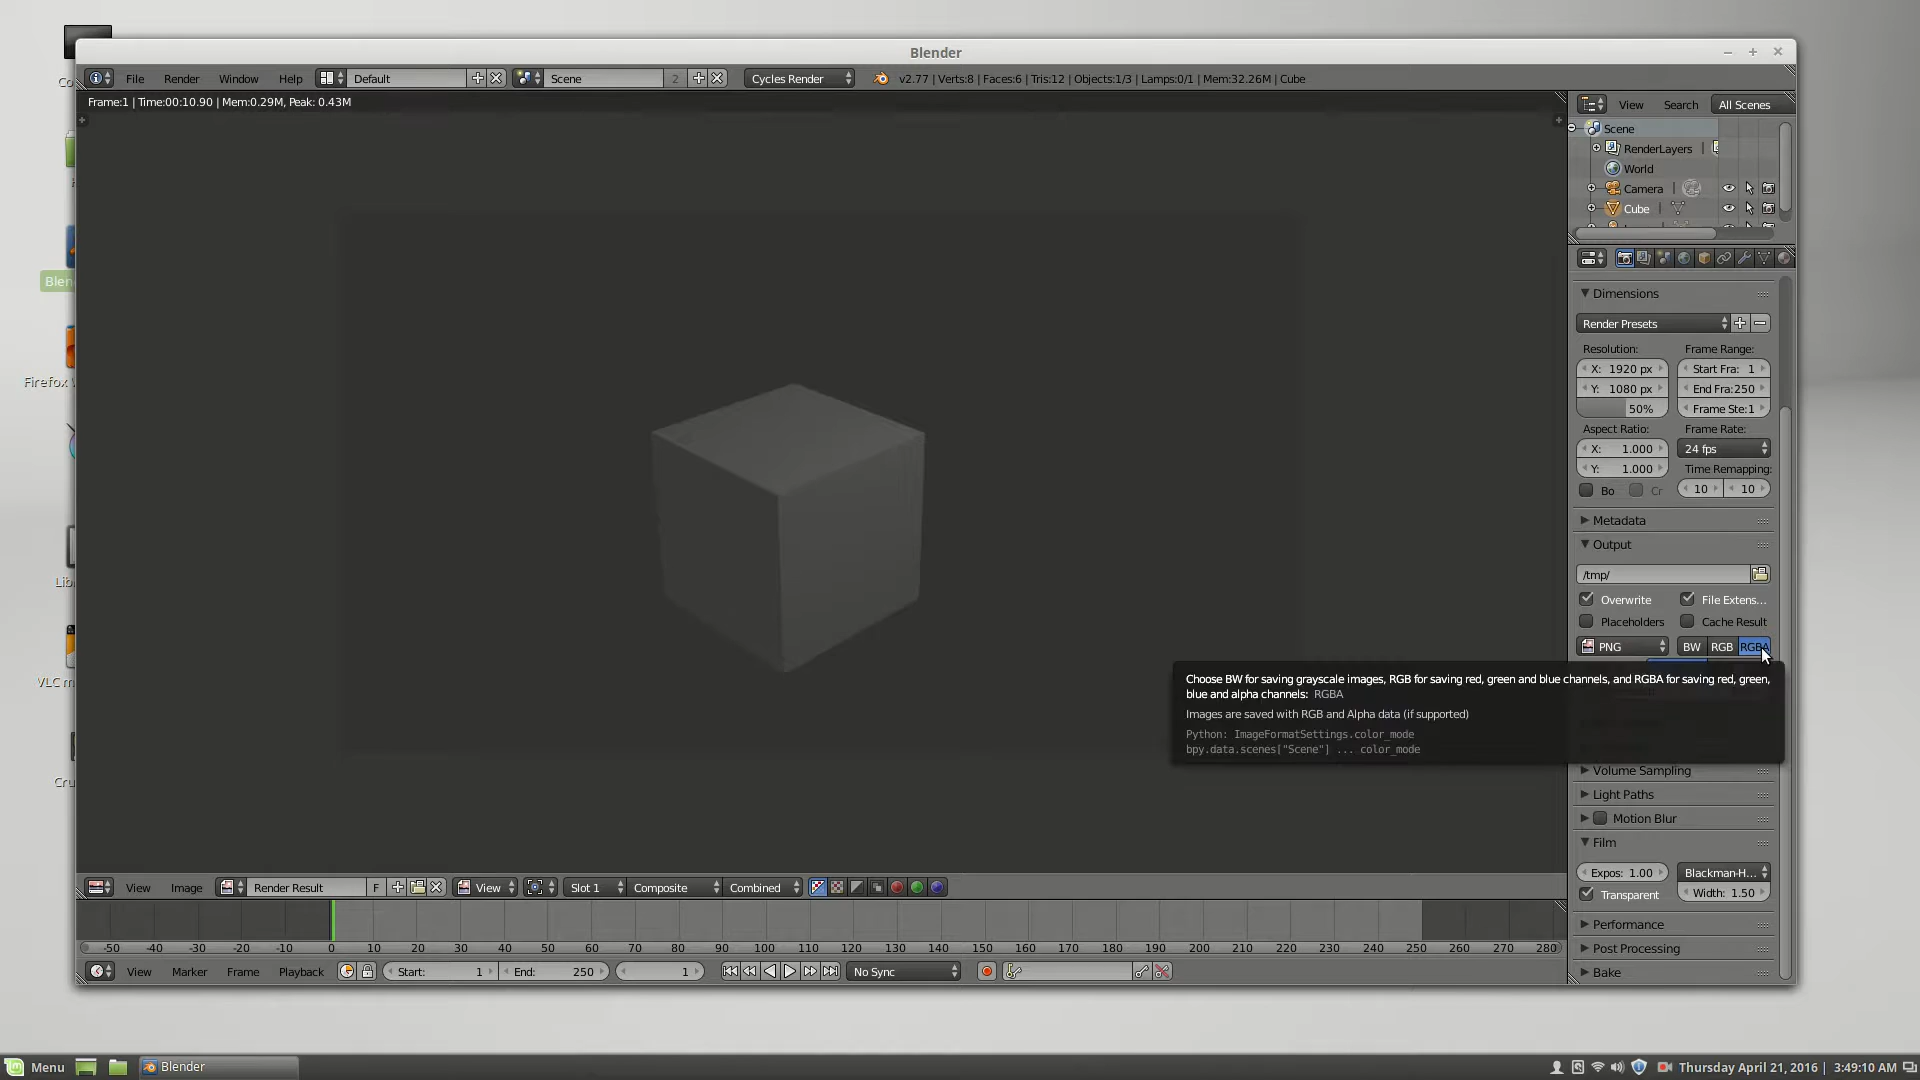 Blender
File Render Window Help Default Scene 2 Cycles Render v2.77 | Verts:8 | Faces:6 | Tris:12 | Objects:1/3 | Lamps:0/1 | Mem:32.26M | Cube
Frame:1 | Time:00:10.90 | Mem:0.29M, Peak: 0.43M
View Search All Scenes
Scene
RenderLayers |
World
Camera |
Cube |
Dimensions
Render Presets
Resolution: Frame Range:
X: 1920 px Start Fra: 1
Y: 1080 px End Fra:250
50% Frame Ste:1
Aspect Ratio: Frame Rate:
X: 1.000 24 fps
Y: 1.000 Time Remapping:
Bo Cr 10 10
Metadata
Output
/tmp/
Overwrite File Extens...
Placeholders Cache Result
PNG BW RGB RGBA
Choose BW for saving grayscale images, RGB for saving red, green and blue channels, and RGBA for saving red, green,
blue and alpha channels: RGBA
Images are saved with RGB and Alpha data (if supported)
Python: ImageFormatSettings.color_mode
bpy.data.scenes["Scene"] ... color_mode
Volume Sampling
Light Paths
Motion Blur
Film
Expos: 1.00 Blackman-H...
Transparent Width: 1.50
Performance
Post Processing
Bake
View Image Render Result F View Slot 1 Composite Combined
-50 -40 -30 -20 -10 0 10 20 30 40 50 60 70 80 90 100 110 120 130 140 150 160 170 180 190 200 210 220 230 240 250 260 270 280
View Marker Frame Playback Start: 1 End: 250 1 No Sync
Blen
Firefox
Menu Blender Thursday April 21, 2016 | 3:49:10 AM